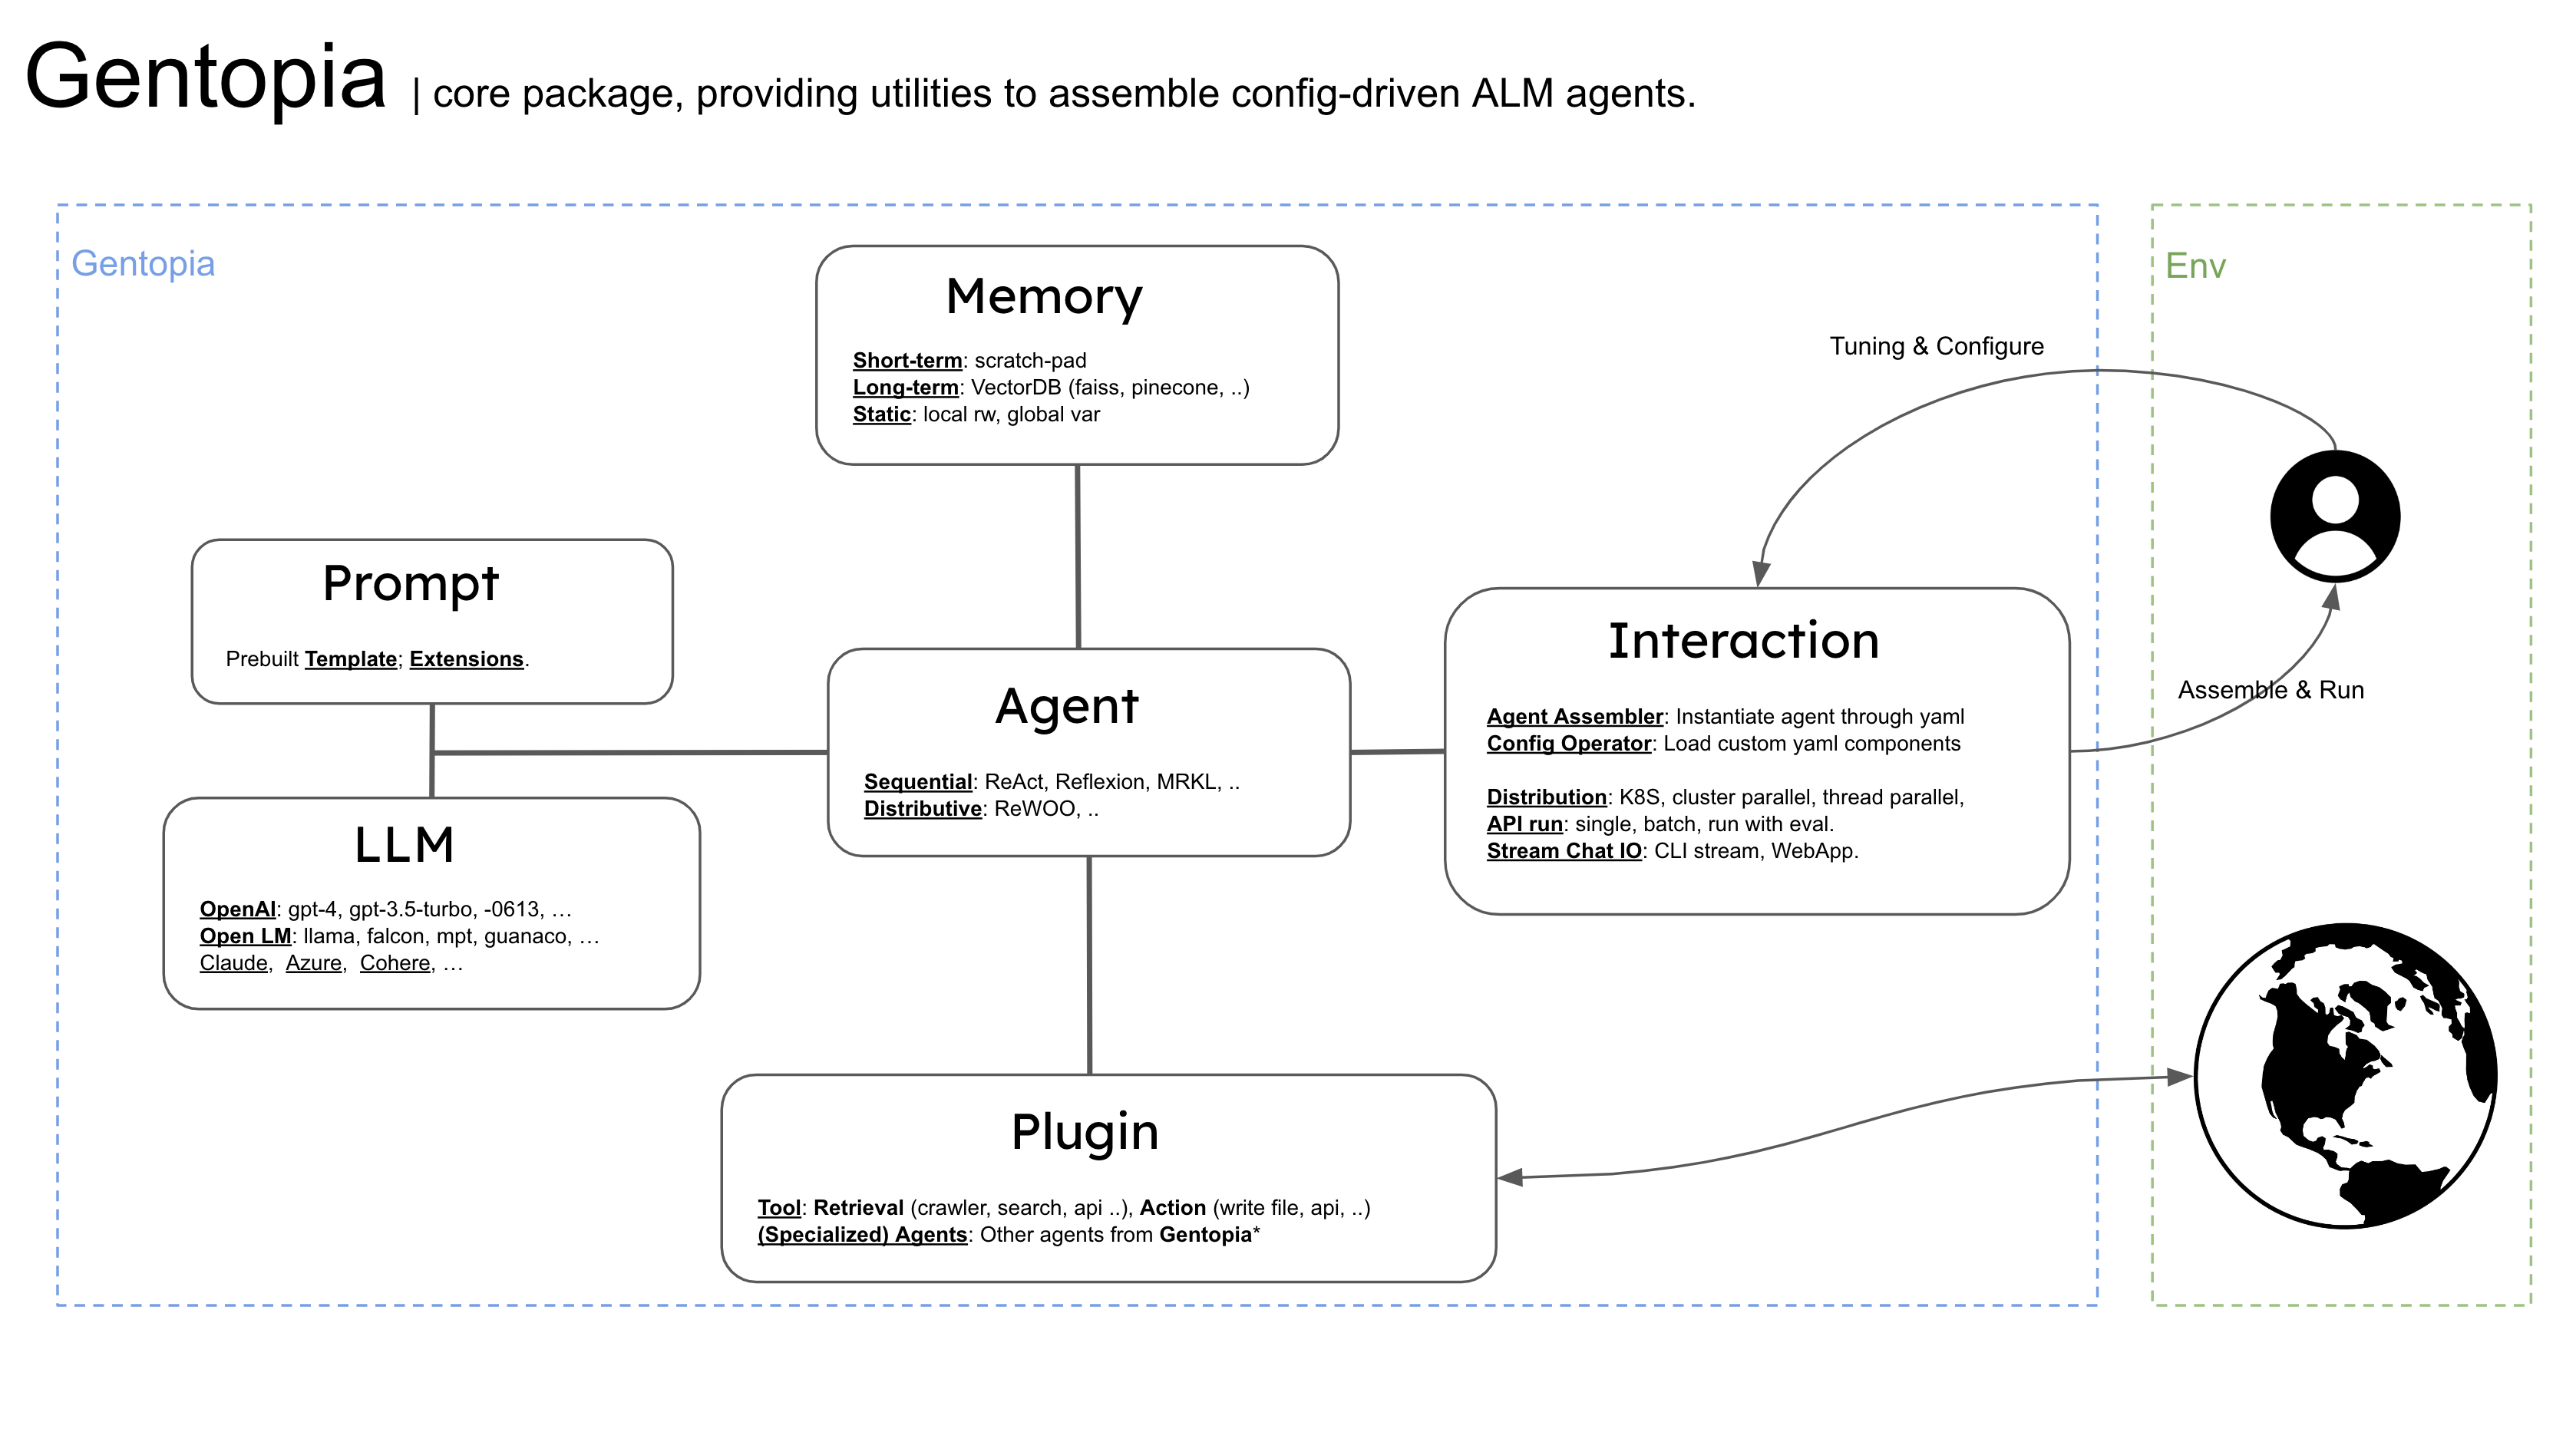 Gentopia | core package, providing utilities to assemble config-driven ALM agents.
Gentopia
Env
Memory
Short-term: scratch-pad
Long-term: VectorDB (faiss, pinecone, ..)
Static: local rw, global var
Tuning & Configure
Prompt
Prebuilt Template; Extensions.
Agent
Sequential: ReAct, Reflexion, MRKL, ..
Distributive: ReWOO, ..
Interaction
Agent Assembler: Instantiate agent through yaml
Config Operator: Load custom yaml components
Distribution: K8S, cluster parallel, thread parallel,
API run: single, batch, run with eval.
Stream Chat IO: CLI stream, WebApp.
Assemble & Run
LLM
OpenAI: gpt-4, gpt-3.5-turbo, -0613, …
Open LM: llama, falcon, mpt, guanaco, …
Claude, Azure, Cohere, …
Plugin
Tool: Retrieval (crawler, search, api ..), Action (write file, api, ..)
(Specialized) Agents: Other agents from Gentopia*